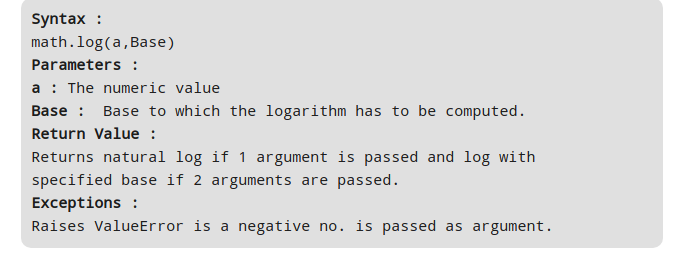 Syntax :
math.log(a,Base)
Parameters :
a : The numeric value
Base :  Base to which the logarithm has to be computed.
Return Value :
Returns natural log if 1 argument is passed and log with
specified base if 2 arguments are passed.
Exceptions :
Raises ValueError is a negative no. is passed as argument.